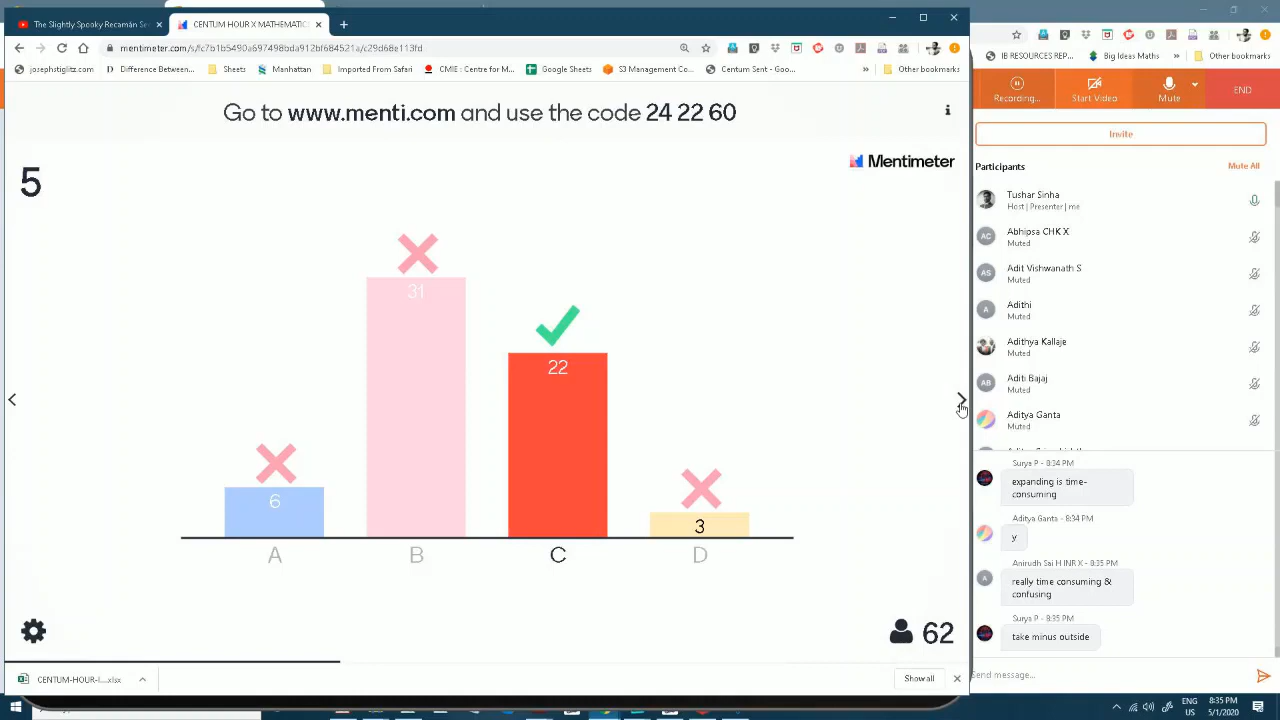 The Slightly Spooky Recamán Se
CENTUM HOUR X MATHEMATIC
mentimeter.com/s/fc7b1b5490a697f98bda912bf684521a/c29d68e113fd
josephstiglitz.com
Difference Between...
Sheets
Manhattan
Imported From Safari
CMIE : Centre for M...
Google Sheets
S3 Management Co...
Centum Sent - Goo...
»
Other bookmarks
IB RESOURCES REP...
Big Ideas Maths
»
Other bookmarks
Go to www.menti.com and use the code 24 22 60
Mentimeter
5
31
22
6
3
A
B
C
D
62
CENTUM-HOUR-I....xlsx
Show all
Recording...
Start Video
Mute
END
Invite
Participants
Mute All
Tushar Sinha
Host | Presenter | me
AC
Abhipsa CHK X
Muted
AS
Adit Vishwanath S
Muted
A
Adithi
Muted
Adithya Kallaje
Muted
AB
Aditi Bajaj
Muted
Aditya Ganta
Muted
Surya P - 8:34 PM
expanding is time-
consuming
Aditya Ganta - 8:34 PM
y
Anirudh Sai H INR X - 8:35 PM
A
really time consuming &
confusing
Surya P - 8:35 PM
take minus outside
Send message...
ENG
US
8:35 PM
5/1/2020